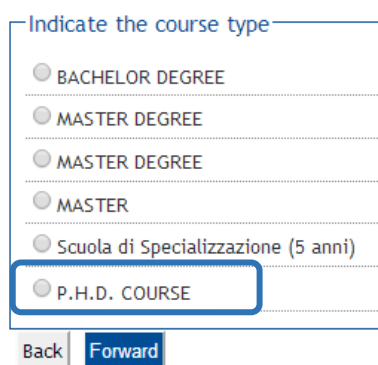 Indicate the course type
BACHELOR DEGREE
MASTER DEGREE
MASTER DEGREE
MASTER
Scuola di Specializzazione (5 anni)
P.H.D. COURSE
Back Forward